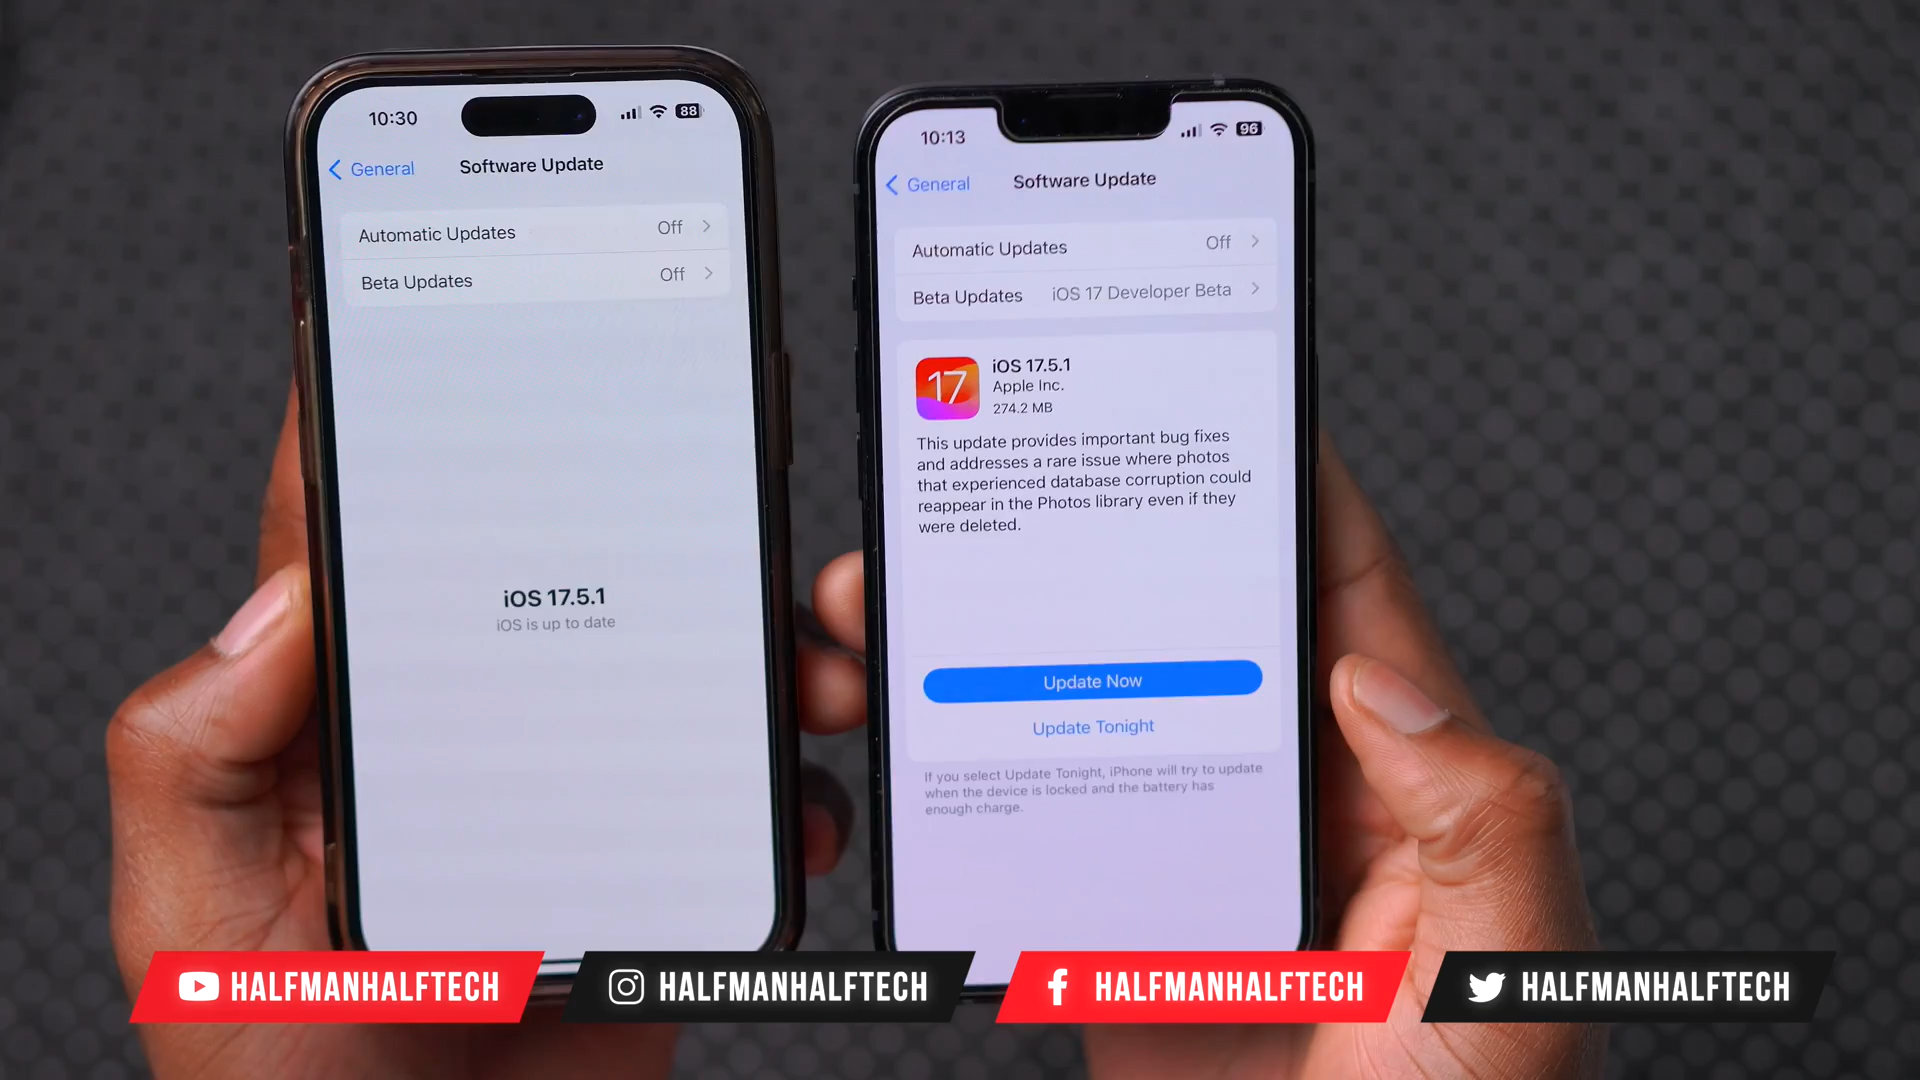 10:30
88
General
Software Update
Automatic Updates Off
Beta Updates Off
iOS 17.5.1
iOS is up to date
10:13
96
General
Software Update
Automatic Updates Off
Beta Updates iOS 17 Developer Beta
17
iOS 17.5.1
Apple Inc.
274.2 MB
This update provides important bug fixes
and addresses a rare issue where photos
that experienced database corruption could
reappear in the Photos library even if they
were deleted.
Update Now
Update Tonight
If you select Update Tonight, iPhone will try to update
when the device is locked and the battery has
enough charge.
HALFMANHALFTECH
HALFMANHALFTECH
HALFMANHALFTECH
HALFMANHALFTECH